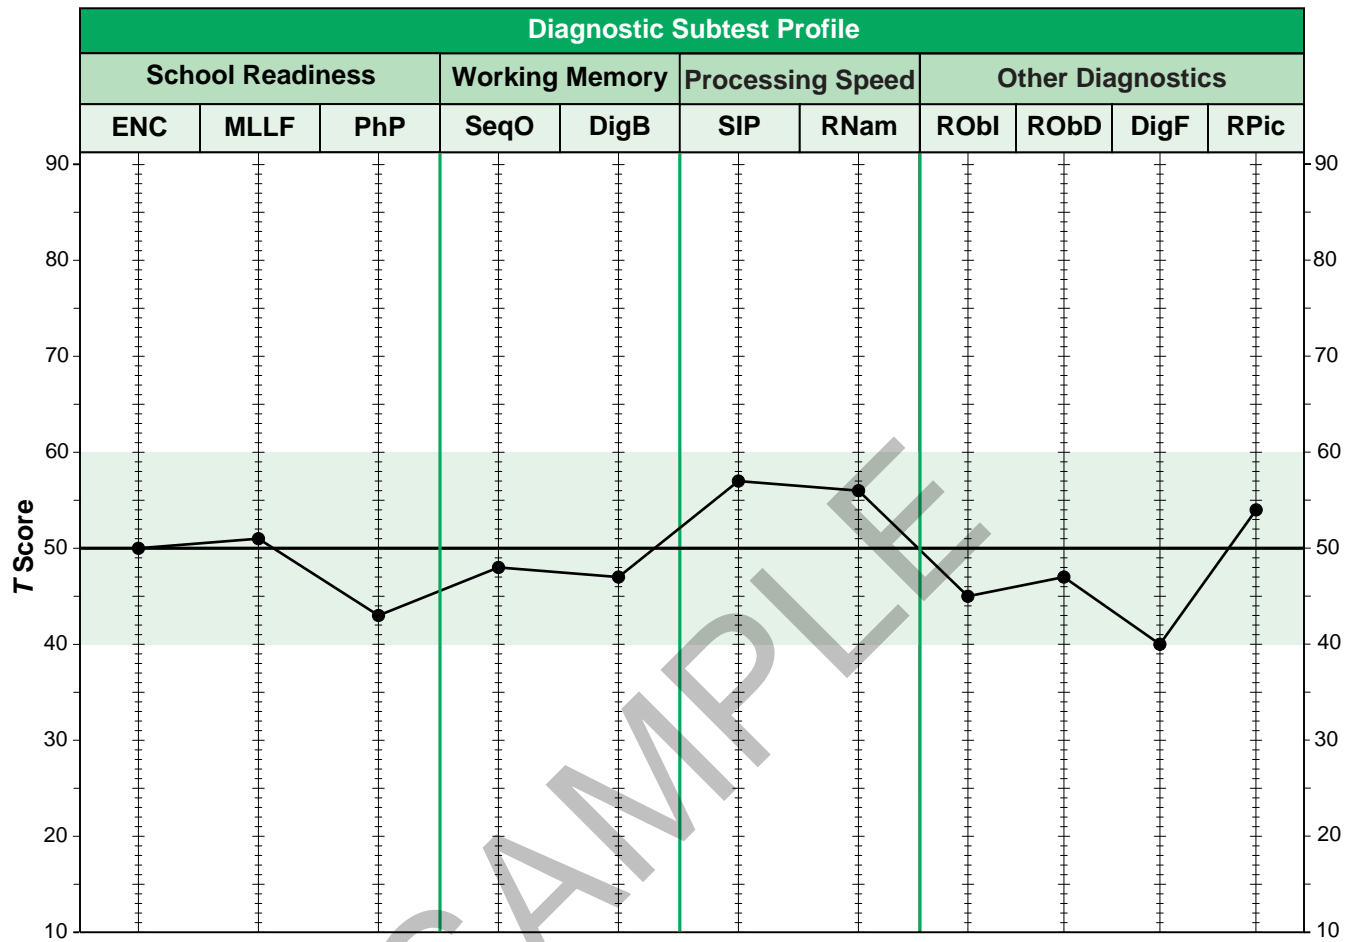 Diagnostic Subtest Profile
School Readiness Working Memory Processing Speed Other Diagnostics
ENC MLLF PhP SeqO DigB SIP RNam RObI RObD DigF RPic
90 90
80 80
70 70
60 60
50 50
40 40
30 30
20 20
10 10
T Score
SAMPLE